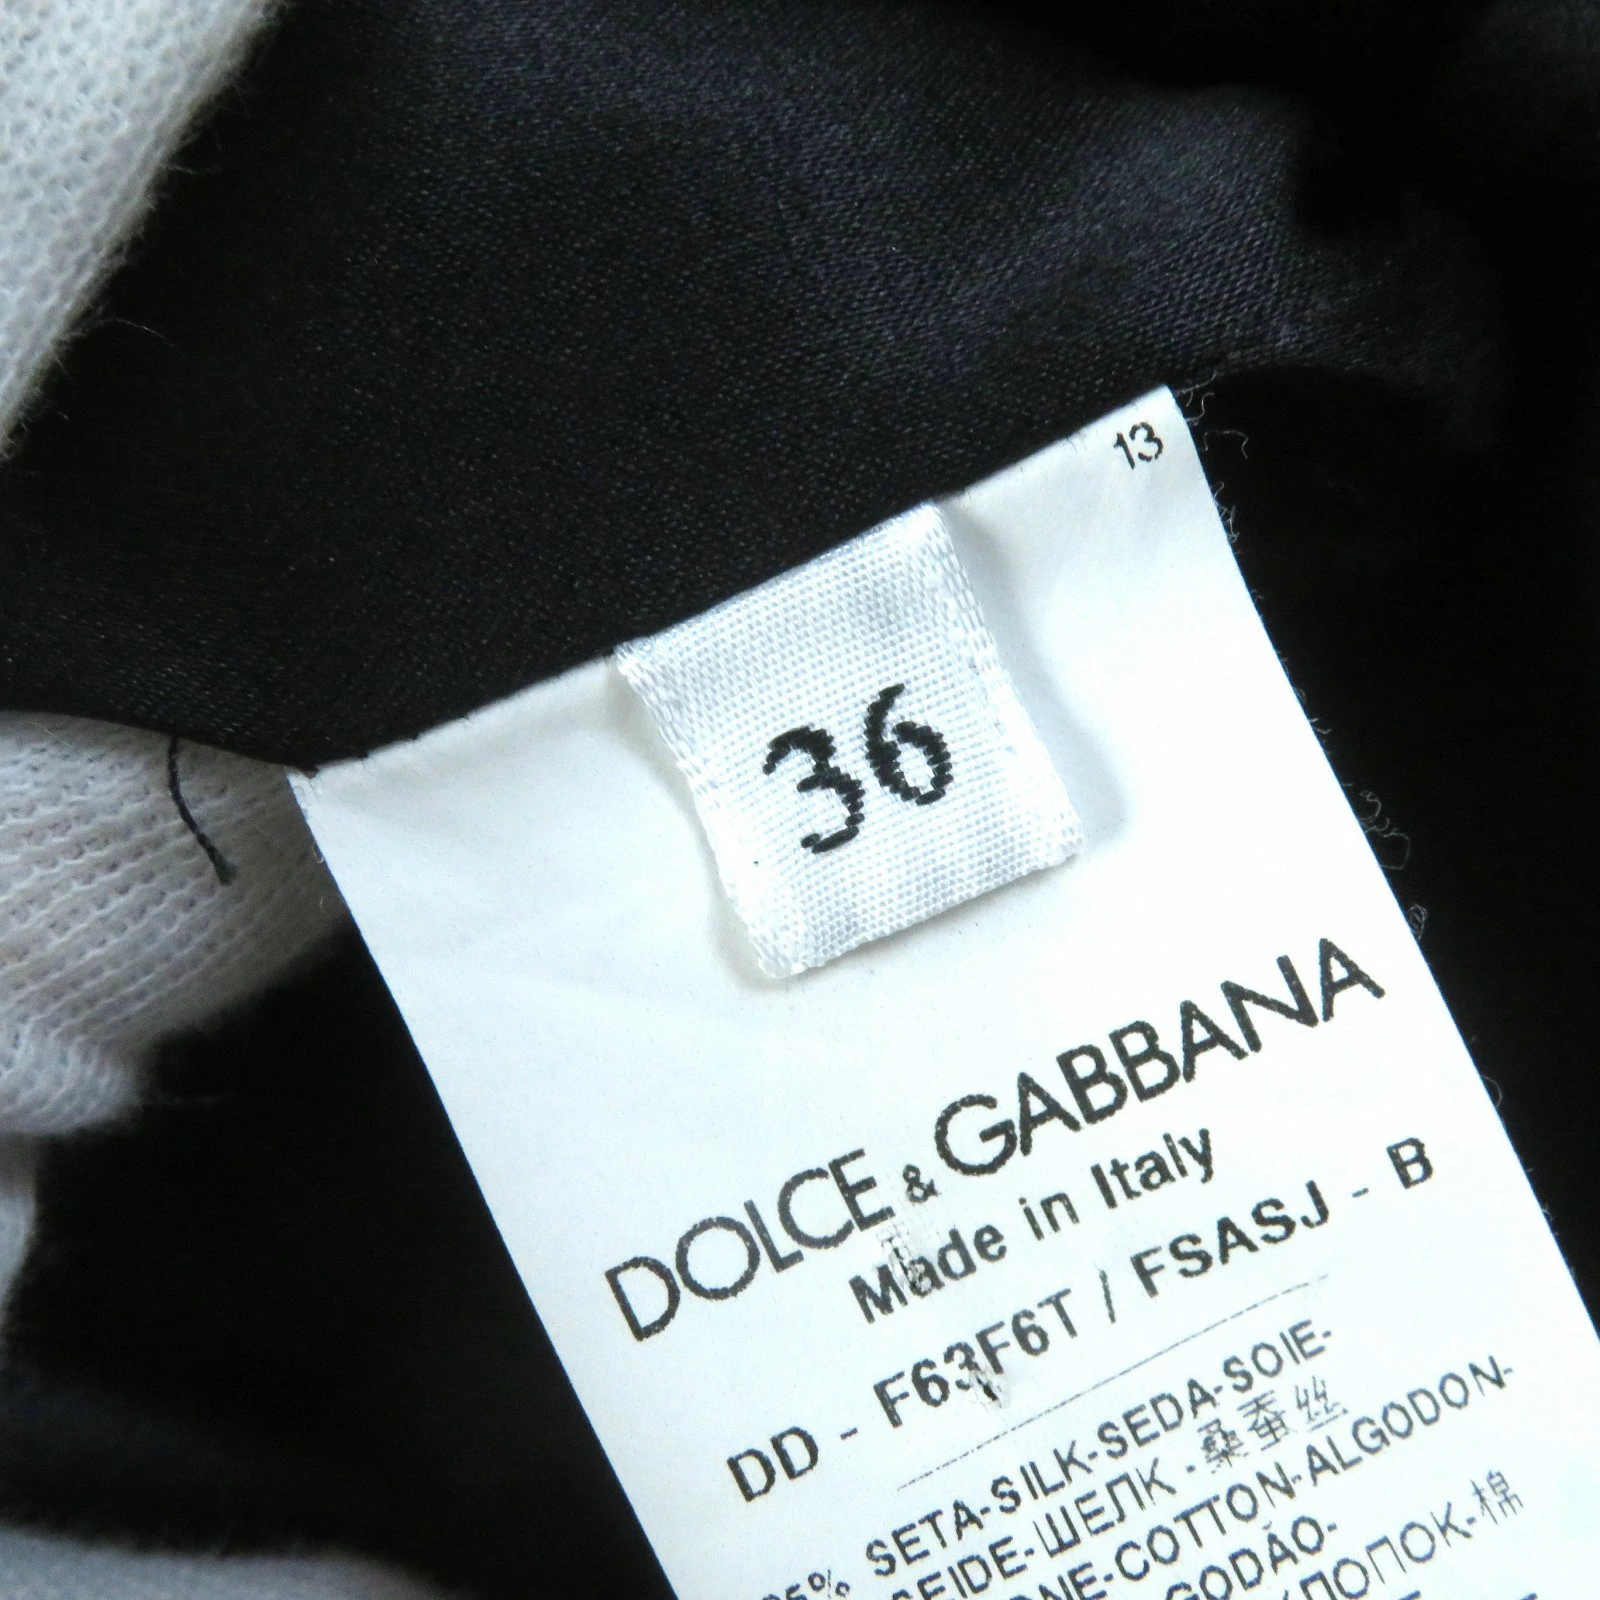 13
36
DOLCE & GABBANA
Made in Italy
DD - F63F6T / FSASJ - B
SETA-SILK-SEDA-SOIE-
SEIDE-ШЕЛК-桑蚕丝
COTTON-ALGODON-
棉